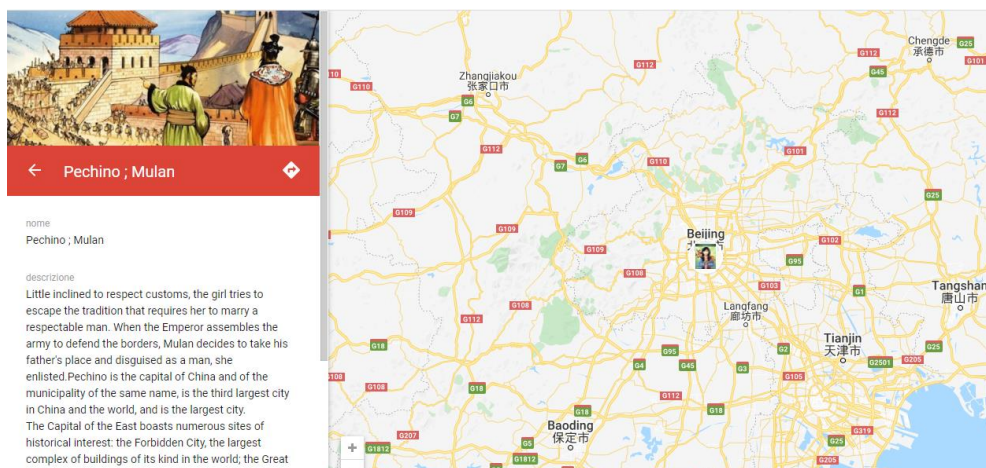 Pechino ; Mulan
nome
Pechino ; Mulan
descrizione
Little inclined to respect customs, the girl tries to
escape the tradition that requires her to marry a
respectable man. When the Emperor assembles the
army to defend the borders, Mulan decides to take his
father's place and disguised as a man, she
enlisted.Pechino is the capital of China and of the
municipality of the same name, is the third largest city
in China and the world, and is the largest city.
The Capital of the East boasts numerous sites of
historical interest: the Forbidden City, the largest
complex of buildings of its kind in the world; the Great
Chengde
承德市
G25
G101
G112
G45
Zhangjiakou
张家口市
G110
G6
G7
G112
G112
G101
G7
G6
G110
G25
G109
G109
G109
Beijing
G102
G95
G108
G103
G1
Tangshan
唐山市
G108
G112
Langfang
廊坊市
Tianjin
天津市
G18
G95
G2
G25
G4
G45
G3
G2501
G205
G108
G18
G105
G112
G18
G18
Baoding
保定市
G207
G5
G319
G25
G1812
G1812
G205
+